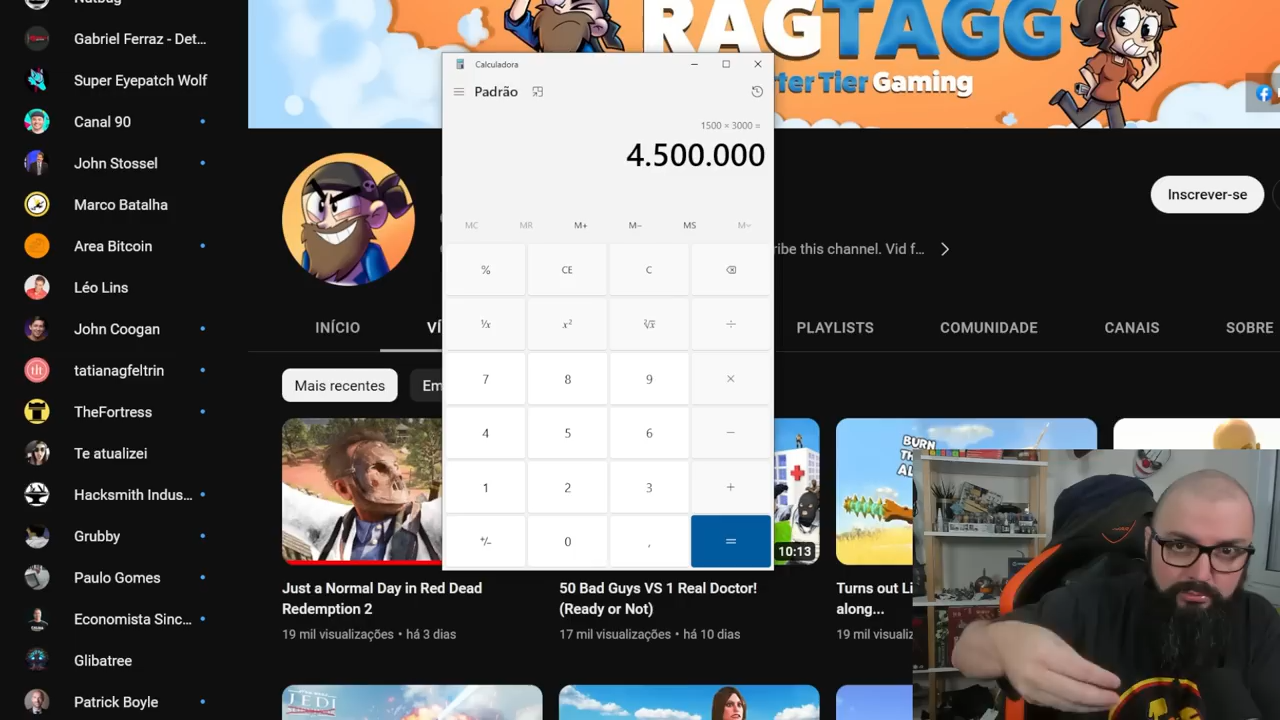 Natbug
Gabriel Ferraz - Det...
Super Eyepatch Wolf
Canal 90
John Stossel
Marco Batalha
Area Bitcoin
Léo Lins
John Coogan
tatianagfeltrin
TheFortress
Te atualizei
Hacksmith Indus...
Grubby
Paulo Gomes
Economista Sinc...
Glibatree
Patrick Boyle
RAGTAGG
ter Tier Gaming
Calculadora
Padrão
1500 × 3000 =
4.500.000
MC MR M+ M− MS M˅
% CE C
¹/x x² ²√x ÷
7 8 9 ×
4 5 6 −
1 2 3 +
+/− 0 , =
Inscrever-se
ribe this channel. Vid f...
INÍCIO
VÍ
PLAYLISTS
COMUNIDADE
CANAIS
SOBRE
Mais recentes
Em
10:13
BURN
TH
AL
Just a Normal Day in Red Dead
Redemption 2
19 mil visualizações • há 3 dias
50 Bad Guys VS 1 Real Doctor!
(Ready or Not)
17 mil visualizações • há 10 dias
Turns out Li
along...
19 mil visualiz
JEDI